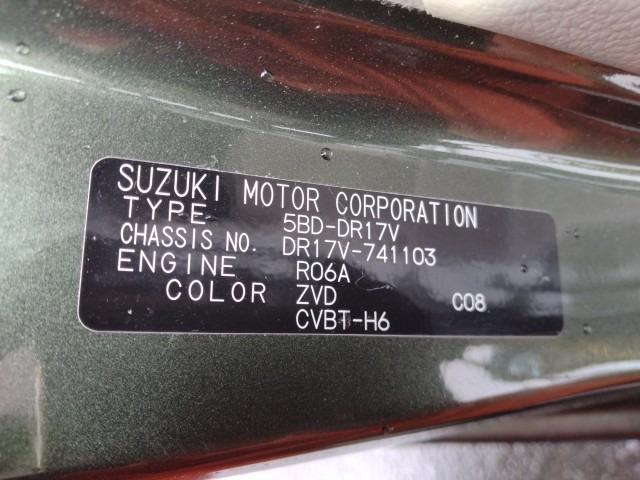 SUZUKI MOTOR CORPORATION
TYPE 5BD-DR17V
CHASSIS NO. DR17V-741103
ENGINE R06A
COLOR ZVD C08
CVBT-H6